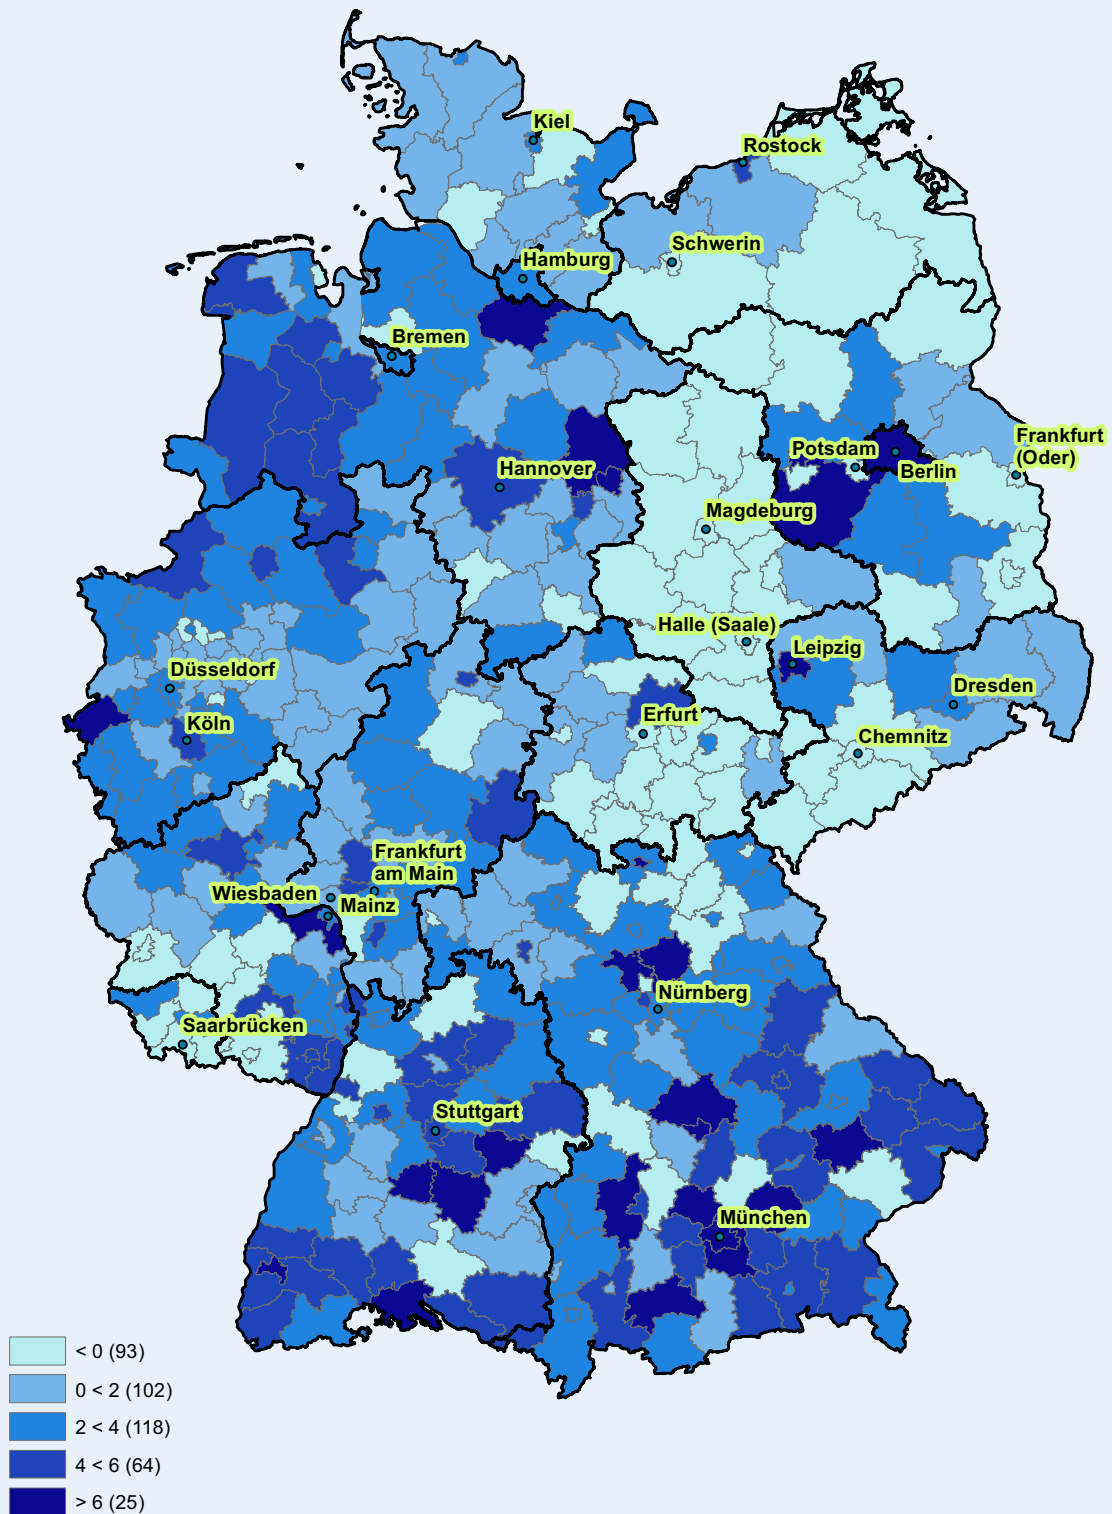 Kiel
Rostock
Schwerin
Hamburg
Bremen
Frankfurt
(Oder)
Potsdam
Berlin
Hannover
Magdeburg
Halle (Saale)
Leipzig
Düsseldorf
Dresden
Köln
Erfurt
Chemnitz
Frankfurt
am Main
Wiesbaden
Mainz
Nürnberg
Saarbrücken
Stuttgart
München
< 0 (93)
0 < 2 (102)
2 < 4 (118)
4 < 6 (64)
> 6 (25)